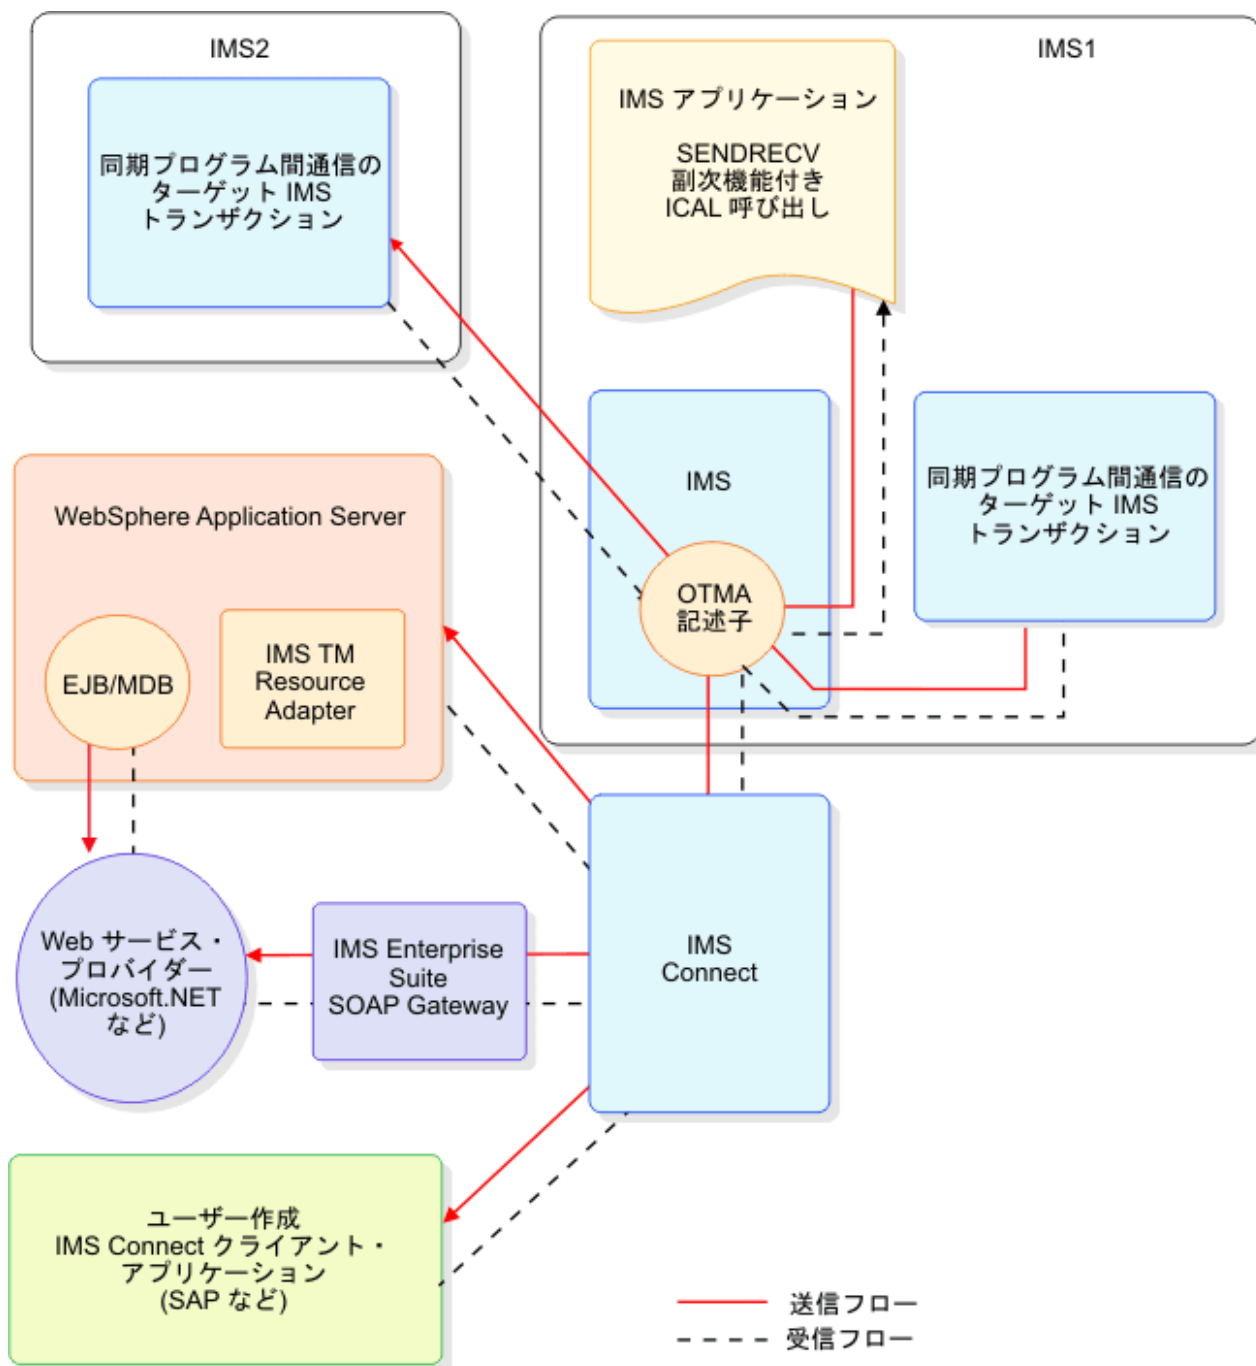 IMS2
同期プログラム間通信の
ターゲット IMS
トランザクション
IMS1
IMS アプリケーション
SENDRECV
副次機能付き
ICAL 呼び出し
IMS
OTMA
記述子
同期プログラム間通信の
ターゲット IMS
トランザクション
WebSphere Application Server
EJB/MDB
IMS TM
Resource
Adapter
Web サービス・
プロバイダー
(Microsoft.NET
など)
IMS Enterprise
Suite
SOAP Gateway
IMS
Connect
ユーザー作成
IMS Connect クライアント・
アプリケーション
(SAP など)
送信フロー
受信フロー